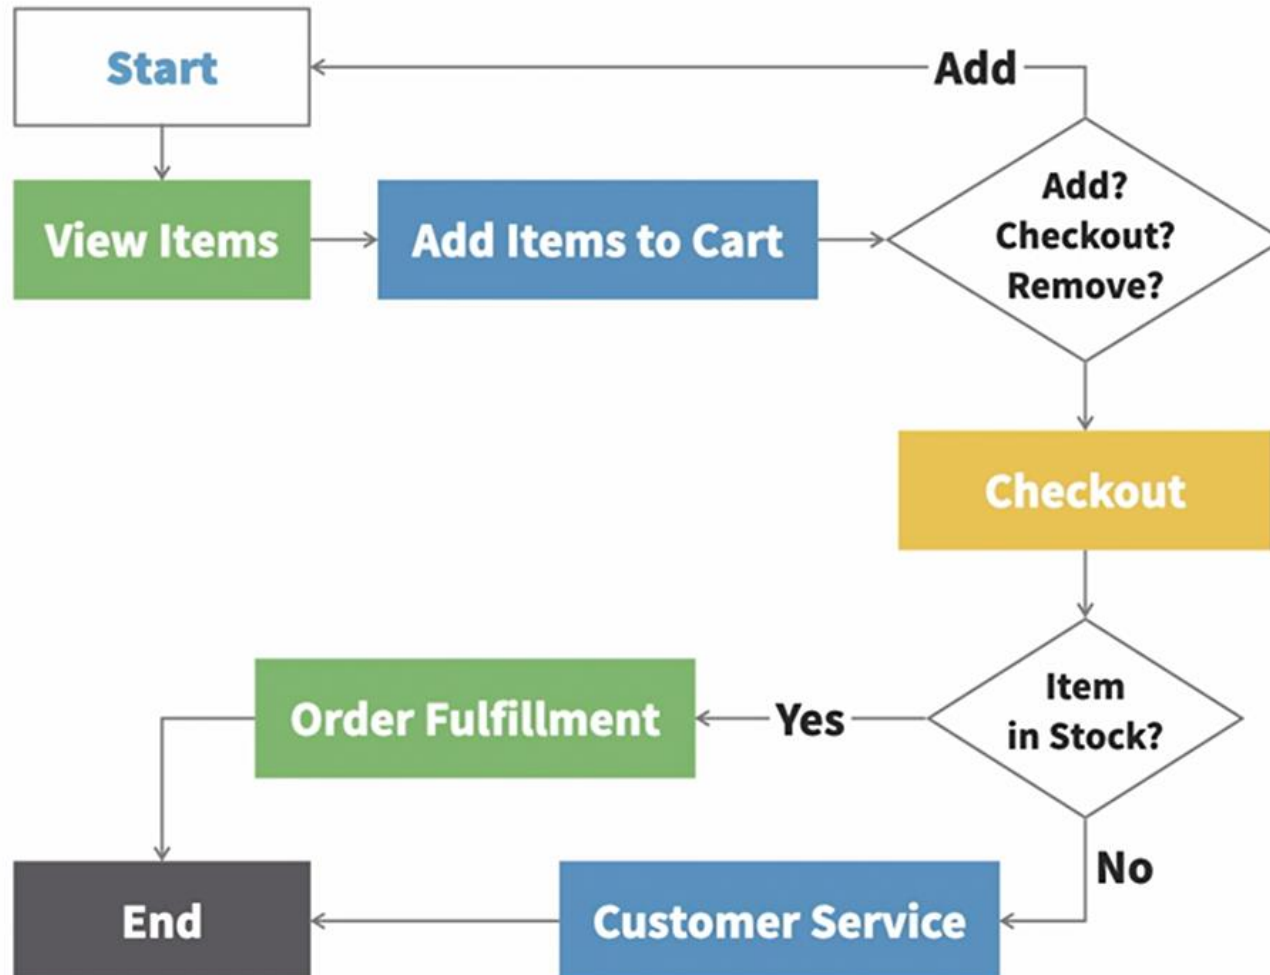 Start
Add
View Items
Add Items to Cart
Add?
Checkout?
Remove?
Checkout
Item
in Stock?
Yes
Order Fulfillment
No
Customer Service
End